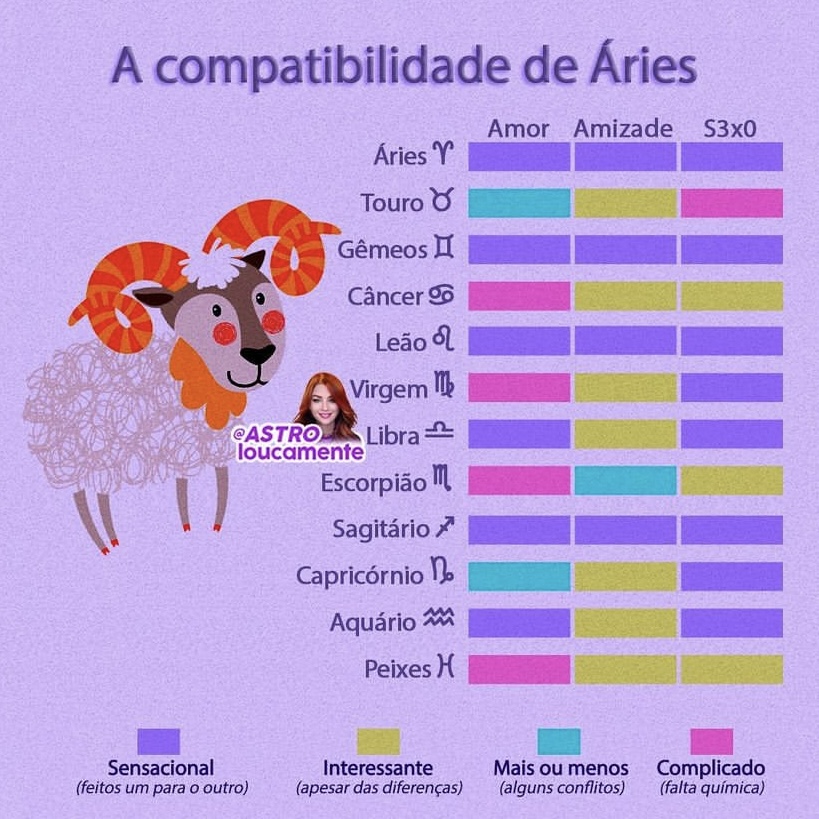 A compatibilidade de Áries
Amor Amizade S3x0
Áries ♈
Touro ♉
Gêmeos ♊
Câncer ♋
Leão ♌
Virgem ♍
@ASTRO
loucamente
Libra ♎
Escorpião ♏
Sagitário ♐
Capricórnio ♑
Aquário ♒
Peixes ♓
Sensacional Interessante Mais ou menos Complicado
(feitos um para o outro) (apesar das diferenças) (alguns conflitos) (falta química)